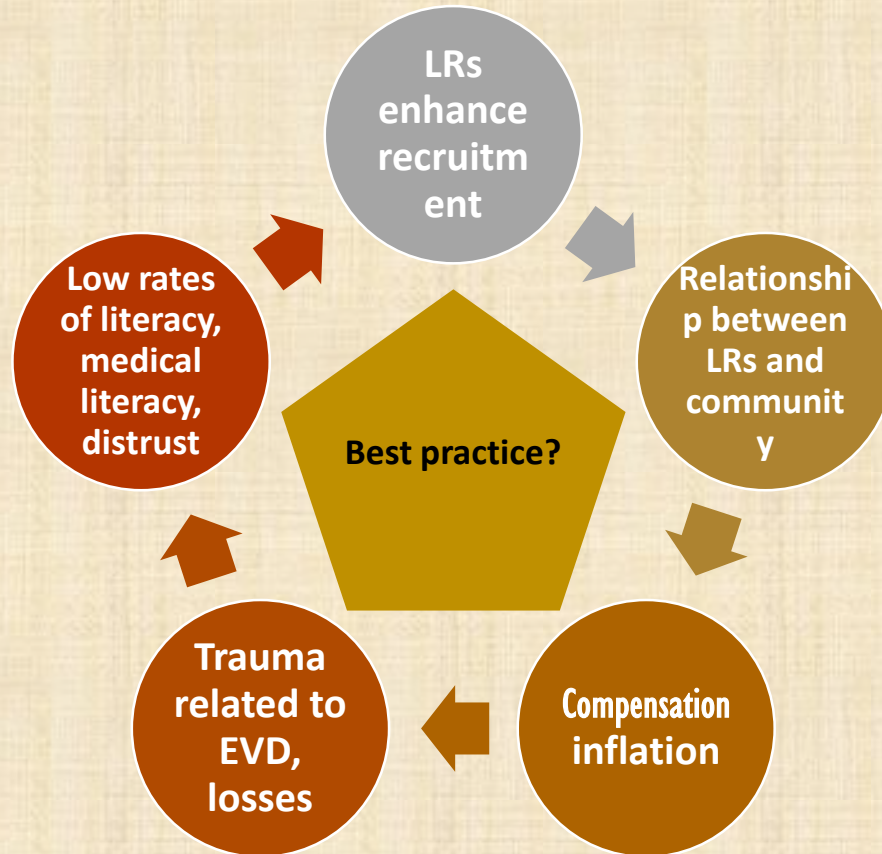 LRs
enhance
recruitm
ent
Relationshi
p between
LRs and
communit
y
Compensation
inflation
Trauma
related to
EVD,
losses
Low rates
of literacy,
medical
literacy,
distrust
Best practice?